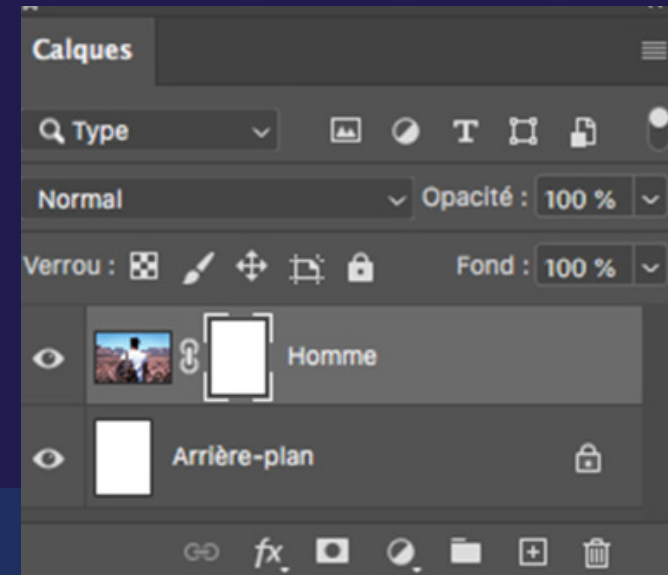 Calques
Type
Normal Opacité : 100 %
Verrou : Fond : 100 %
Homme
Arrière-plan
fx